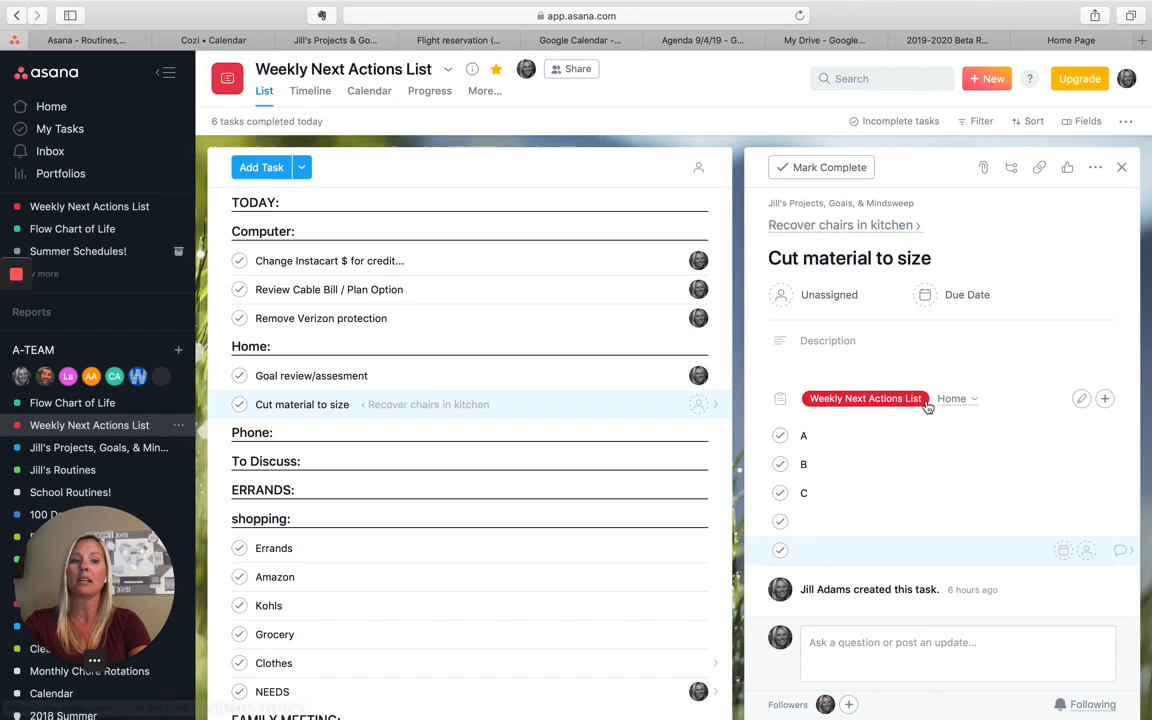 app.asana.com
Asana - Routines,...
Cozi • Calendar
Jill's Projects & Go...
Flight reservation (...
Google Calendar -...
Agenda 9/4/19 - G...
My Drive - Google...
2019-2020 Beta R...
Home Page
asana
Weekly Next Actions List
Share
List
Timeline
Calendar
Progress
More...
Search
+ New
?
Upgrade
Home
My Tasks
Inbox
Portfolios
Weekly Next Actions List
Flow Chart of Life
Summer Schedules!
w more
Reports
A-TEAM
La
AA
CA
Flow Chart of Life
Weekly Next Actions List
Jill's Projects, Goals, & Min...
Jill's Routines
School Routines!
Monthly Chore Rotations
Calendar
2018 Summer
6 tasks completed today
Incomplete tasks
Filter
Sort
Fields
Add Task
TODAY:
Computer:
Change Instacart $ for credit...
Review Cable Bill / Plan Option
Remove Verizon protection
Home:
Goal review/assesment
Cut material to size ‹ Recover chairs in kitchen
Phone:
To Discuss:
ERRANDS:
shopping:
Errands
Amazon
Kohls
Grocery
Clothes
NEEDS
FAMILY MEETING:
Mark Complete
Jill's Projects, Goals, & Mindsweep
Recover chairs in kitchen ›
Cut material to size
Unassigned
Due Date
Description
Weekly Next Actions List
Home
A
B
C
Jill Adams created this task. 6 hours ago
Ask a question or post an update...
Followers
Following